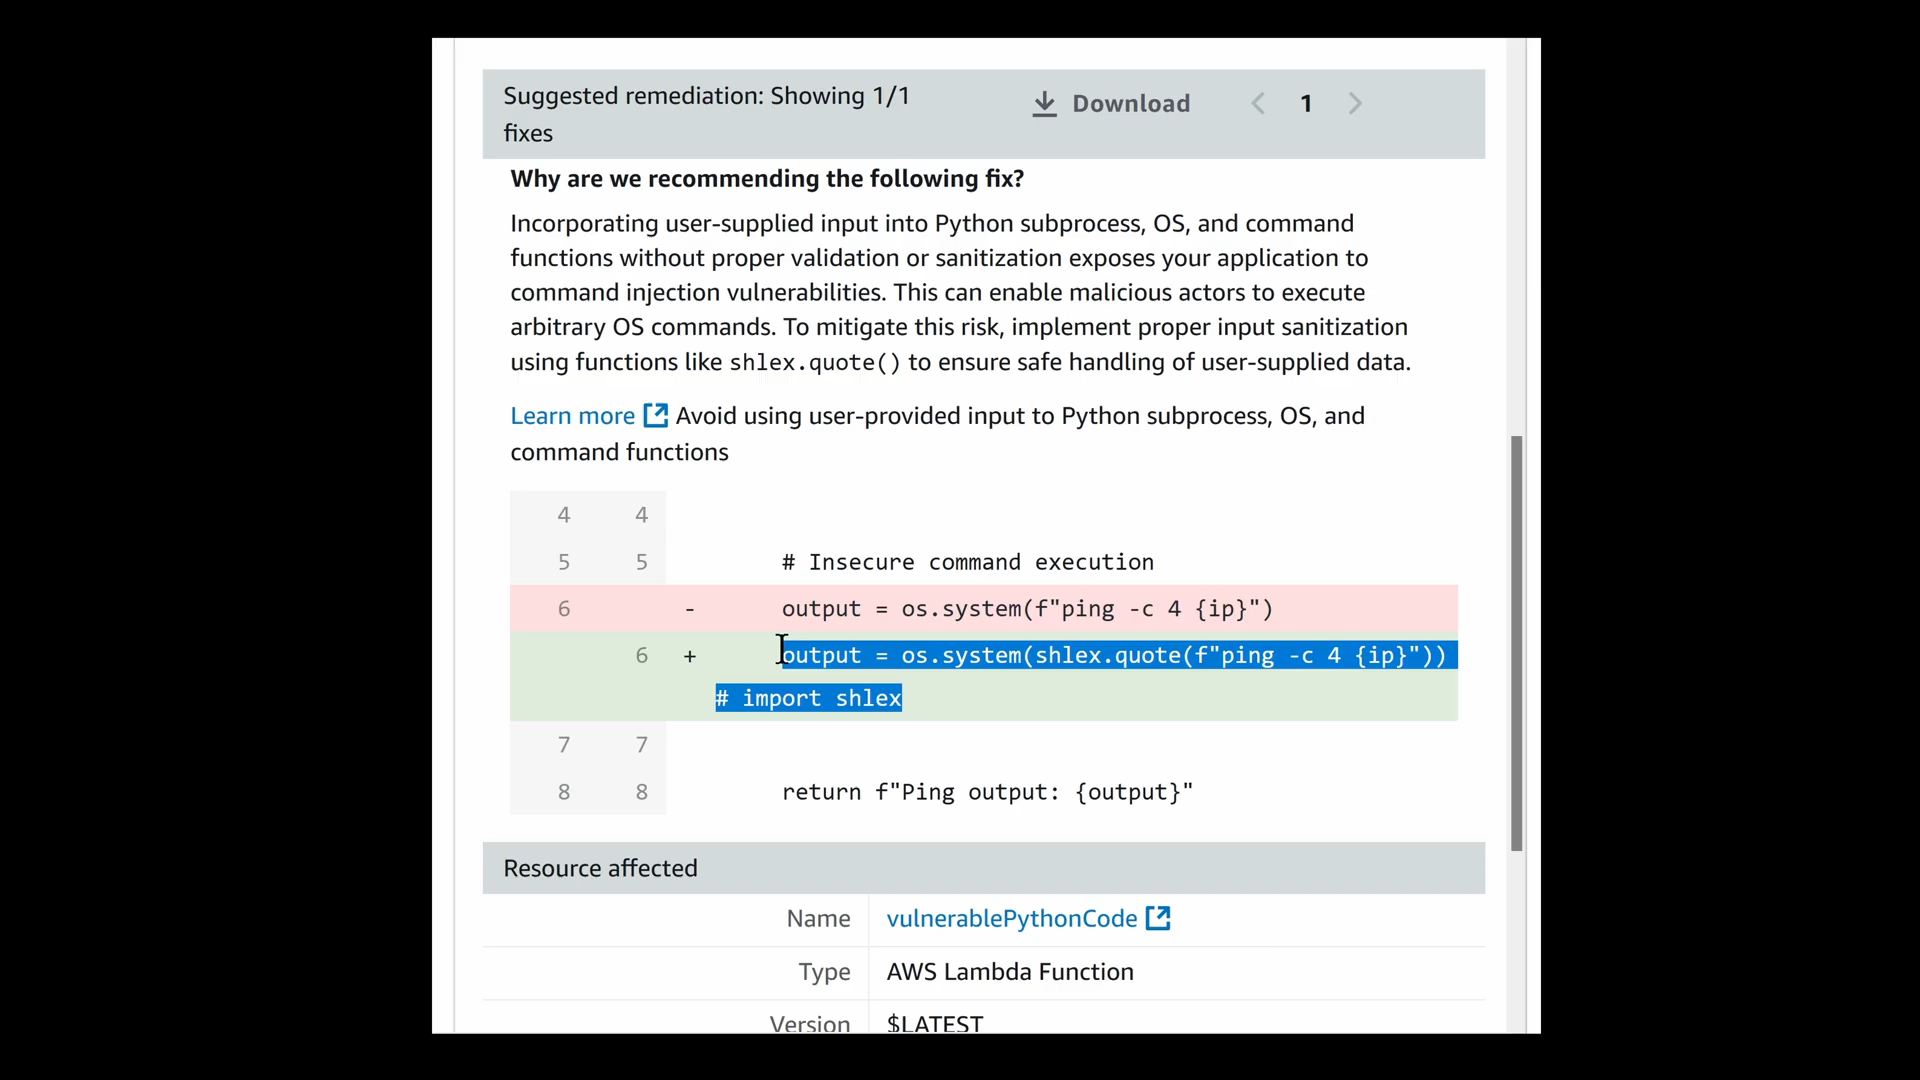 Suggested remediation: Showing 1/1
fixes
Download
1
Why are we recommending the following fix?
Incorporating user-supplied input into Python subprocess, OS, and command
functions without proper validation or sanitization exposes your application to
command injection vulnerabilities. This can enable malicious actors to execute
arbitrary OS commands. To mitigate this risk, implement proper input sanitization
using functions like shlex.quote() to ensure safe handling of user-supplied data.
Learn more Avoid using user-provided input to Python subprocess, OS, and
command functions
4 4
5 5 # Insecure command execution
6 - output = os.system(f"ping -c 4 {ip}")
6 + output = os.system(shlex.quote(f"ping -c 4 {ip}"))
# import shlex
7 7
8 8 return f"Ping output: {output}"
Resource affected
Name vulnerablePythonCode
Type AWS Lambda Function
Version $LATEST